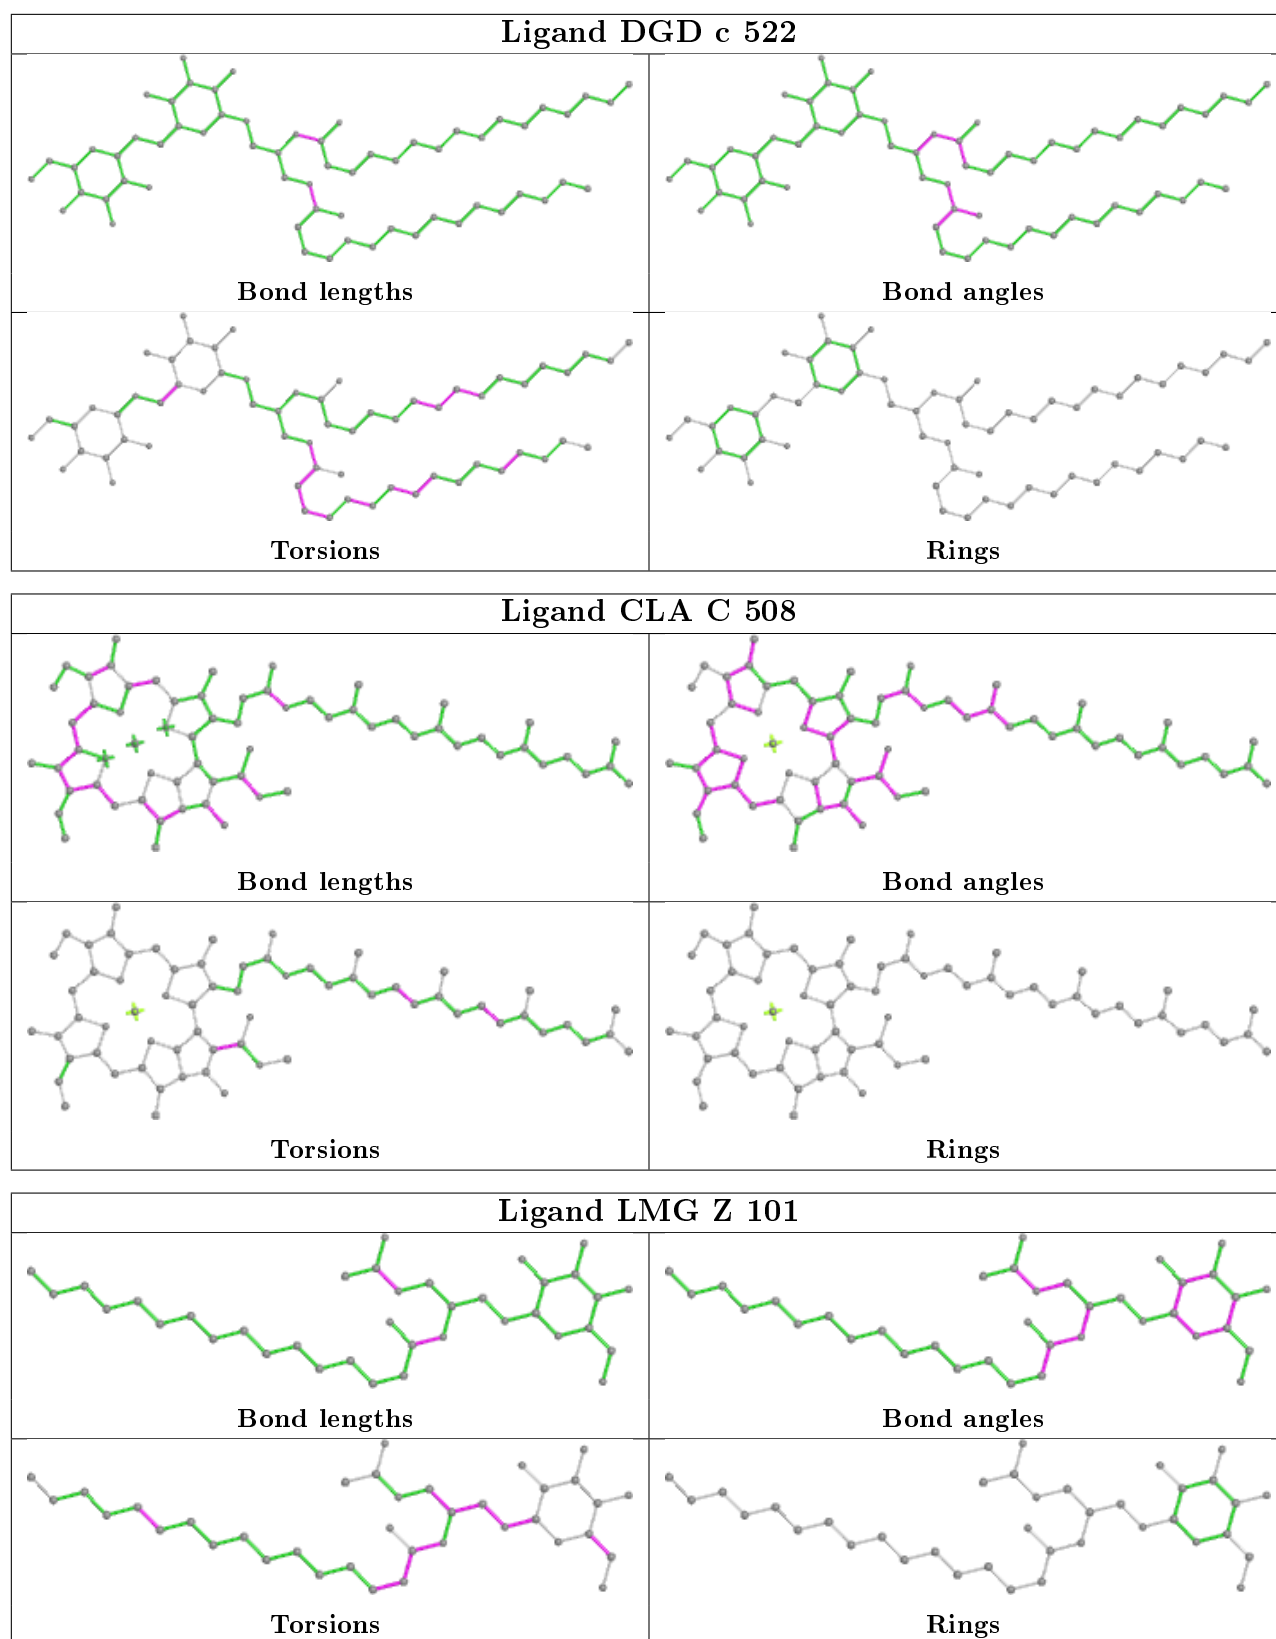 Ligand DGD c 522
Bond lengths
Bond angles
Torsions
Rings
Ligand CLA C 508
Bond lengths
Bond angles
Torsions
Rings
Ligand LMG Z 101
Bond lengths
Bond angles
Torsions
Rings